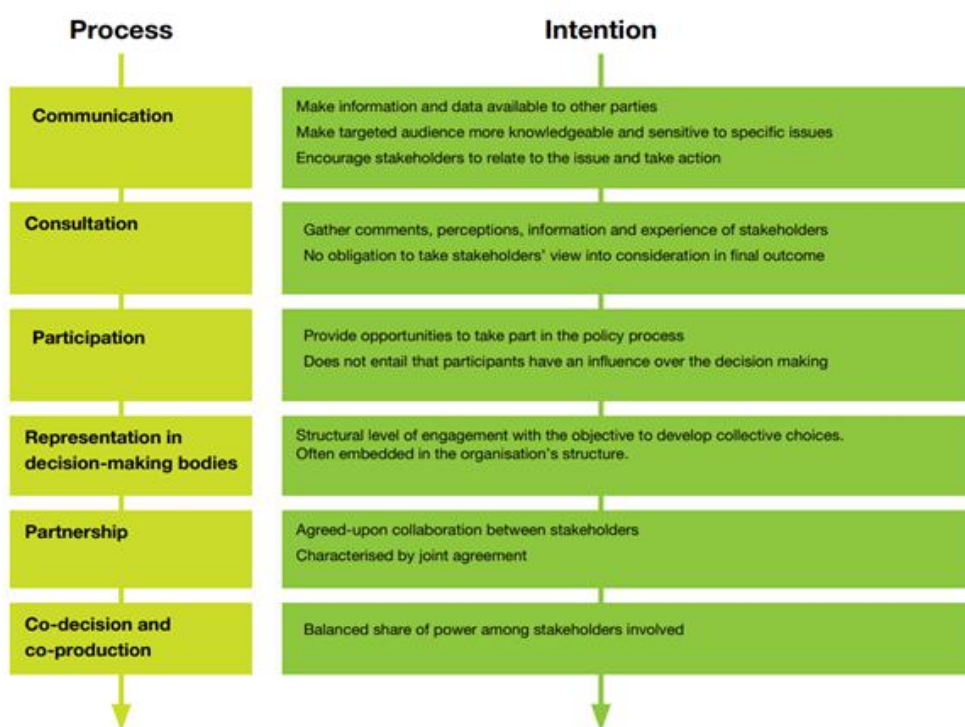 Process
Intention
Communication
Make information and data available to other parties
Make targeted audience more knowledgeable and sensitive to specific issues
Encourage stakeholders to relate to the issue and take action
Consultation
Gather comments, perceptions, information and experience of stakeholders
No obligation to take stakeholders' view into consideration in final outcome
Participation
Provide opportunities to take part in the policy process
Does not entail that participants have an influence over the decision making
Representation in
decision-making bodies
Structural level of engagement with the objective to develop collective choices.
Often embedded in the organisation's structure.
Partnership
Agreed-upon collaboration between stakeholders
Characterised by joint agreement
Co-decision and
co-production
Balanced share of power among stakeholders involved